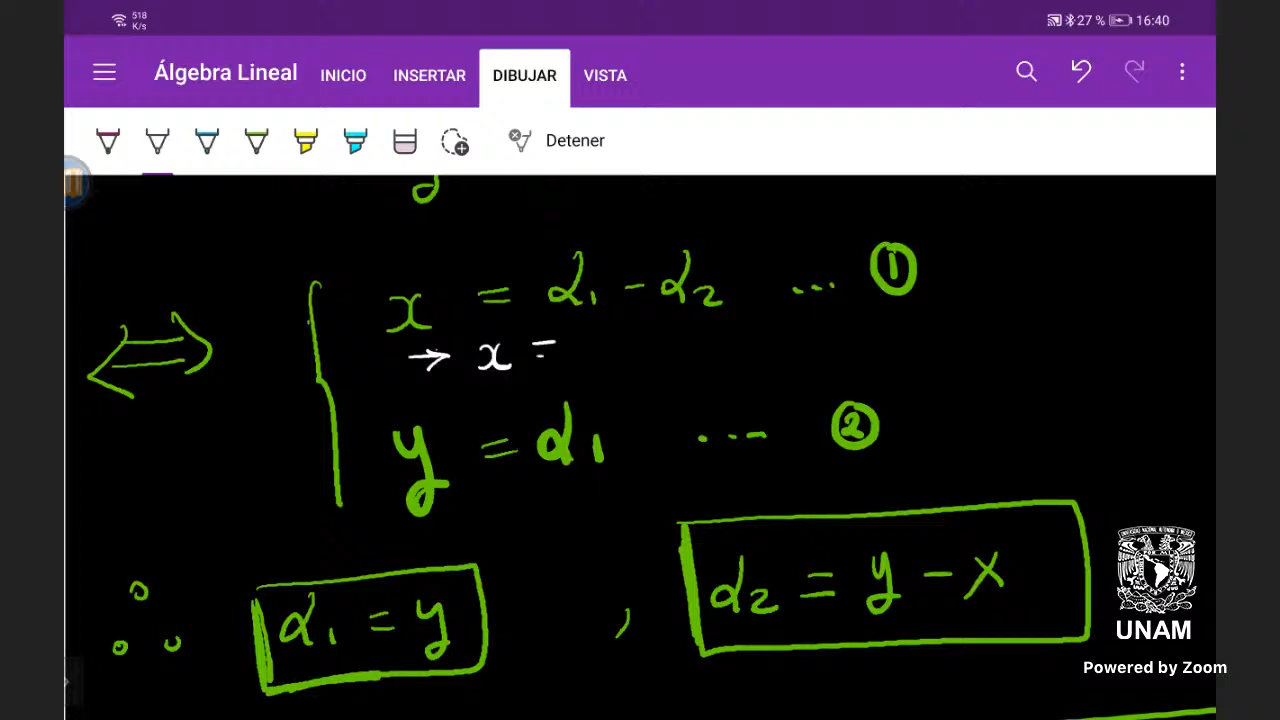 518
K/s
27 % 16:40
Álgebra Lineal INICIO INSERTAR DIBUJAR VISTA
Detener
x = α₁ - α₂ ... ①
→ x =
y = α₁ ... ②
∴ α₁ = y , α₂ = y - x
UNAM
Powered by Zoom